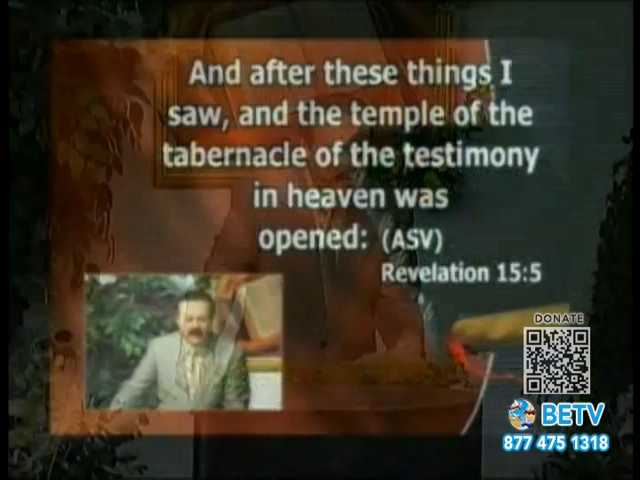 And after these things I
saw, and the temple of the
tabernacle of the testimony
in heaven was
opened: (ASV)
Revelation 15:5
DONATE
BETV
877 475 1318